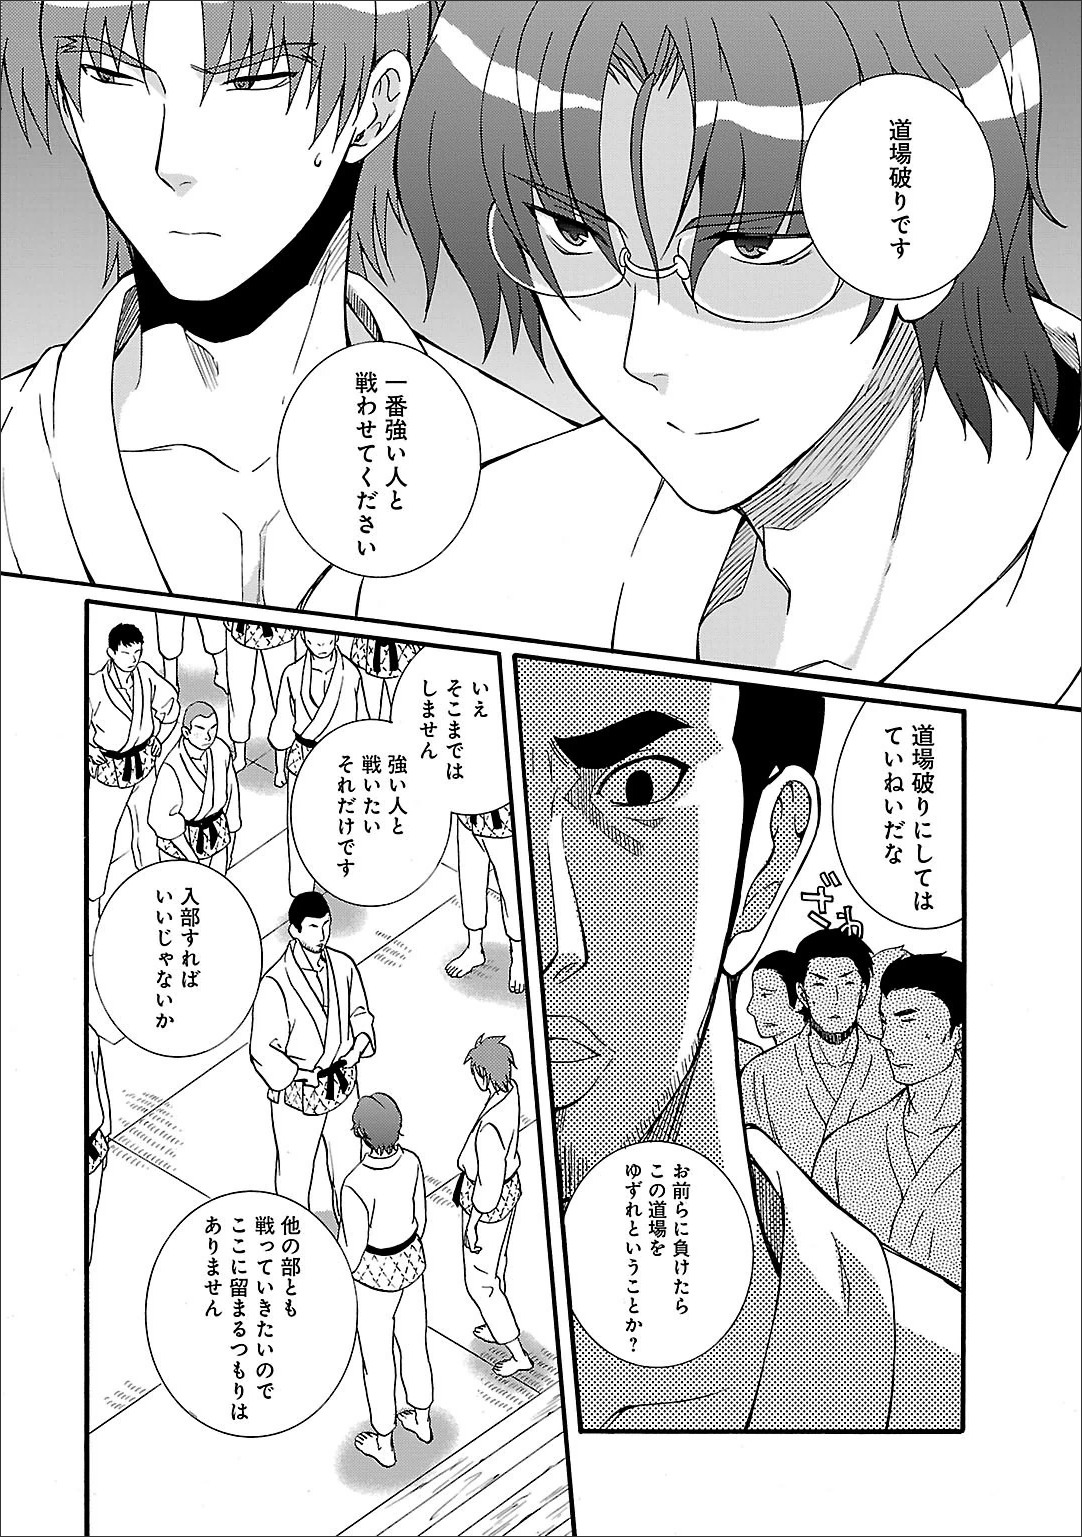 道場破りです
一番強い人と
戦わせてください
道場破りにしては
ていねいだな
ざわ
お前らに負けたら
この道場を
ゆずれということか?
いえ
そこまでは
しません
強い人と
戦いたい
それだけです
入部すれば
いいじゃないか
他の部とも
戦っていきたいので
ここに留まるつもりは
ありません